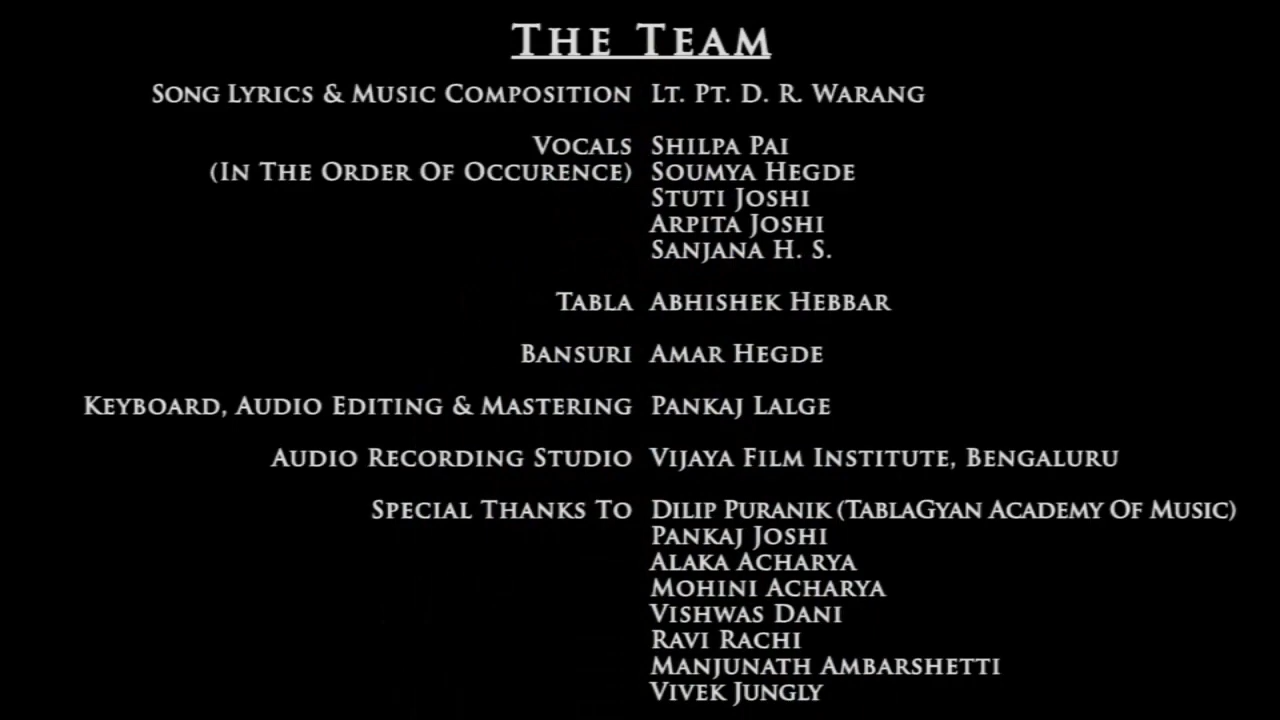 THE TEAM
SONG LYRICS & MUSIC COMPOSITION LT. PT. D. R. WARANG
VOCALS SHILPA PAI
(IN THE ORDER OF OCCURENCE) SOUMYA HEGDE
STUTI JOSHI
ARPITA JOSHI
SANJANA H. S.
TABLA ABHISHEK HEBBAR
BANSURI AMAR HEGDE
KEYBOARD, AUDIO EDITING & MASTERING PANKAJ LALGE
AUDIO RECORDING STUDIO VIJAYA FILM INSTITUTE, BENGALURU
SPECIAL THANKS TO DILIP PURANIK (TABLAGYAN ACADEMY OF MUSIC)
PANKAJ JOSHI
ALAKA ACHARYA
MOHINI ACHARYA
VISHWAS DANI
RAVI RACHI
MANJUNATH AMBARSHETTI
VIVEK JUNGLY